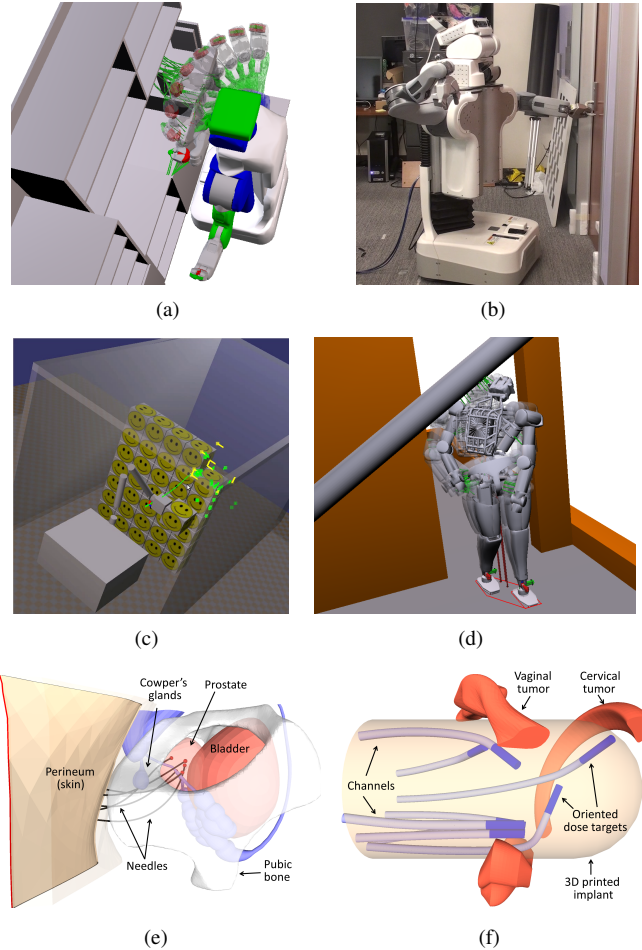 (a)
(b)
(c)
(d)
Cowper's
glands
Prostate
Bladder
Perineum
(skin)
Needles
Pubic
bone
(e)
Vaginal
tumor
Cervical
tumor
Channels
Oriented
dose targets
3D printed
implant
(f)